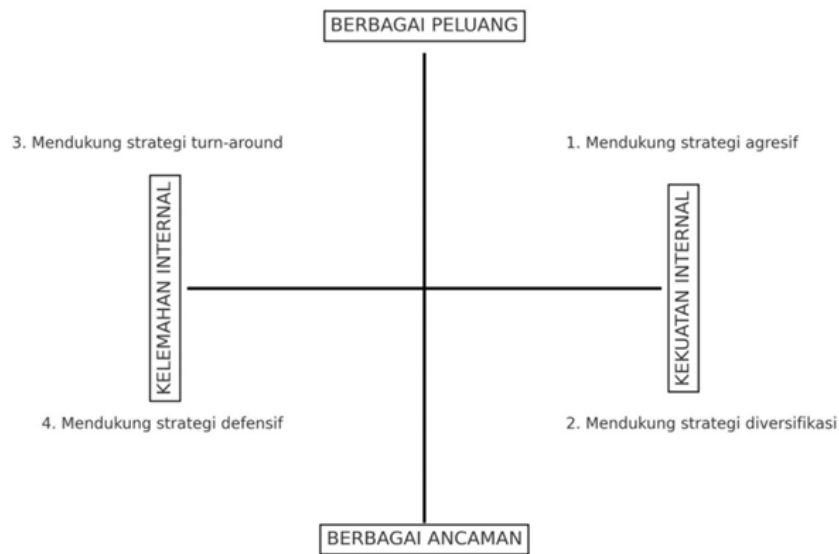 BERBAGAI PELUANG
3. Mendukung strategi turn-around
1. Mendukung strategi agresif
KELEMAHAN INTERNAL
KEKUATAN INTERNAL
4. Mendukung strategi defensif
2. Mendukung strategi diversifikasi
BERBAGAI ANCAMAN